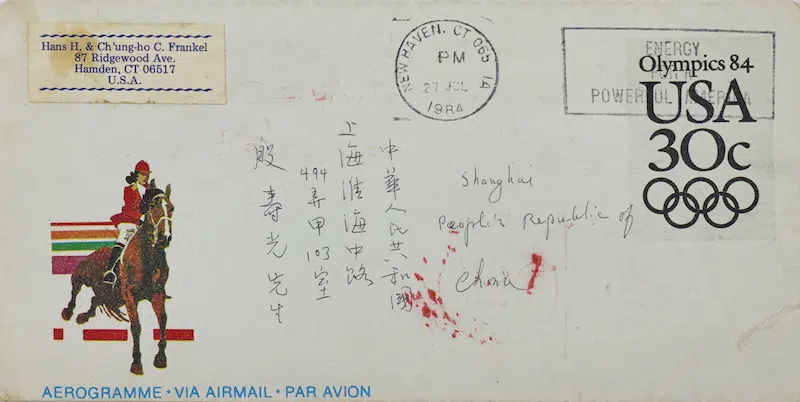 Hans H. & Ch'ung-ho C. Frankel
87 Ridgewood Ave.
Hamden, CT 06517
U.S.A.
NEW HAVEN, CT 065 1A
PM
27 JUL
1984
ENERGY
FOR A
POWERFUL AMERICA
Olympics 84
USA
30c
中華人民共和國
上海淮海中路
494弄甲103室
殷壽光先生
Shanghai
People's Republic of
China
AEROGRAMME • VIA AIRMAIL • PAR AVION